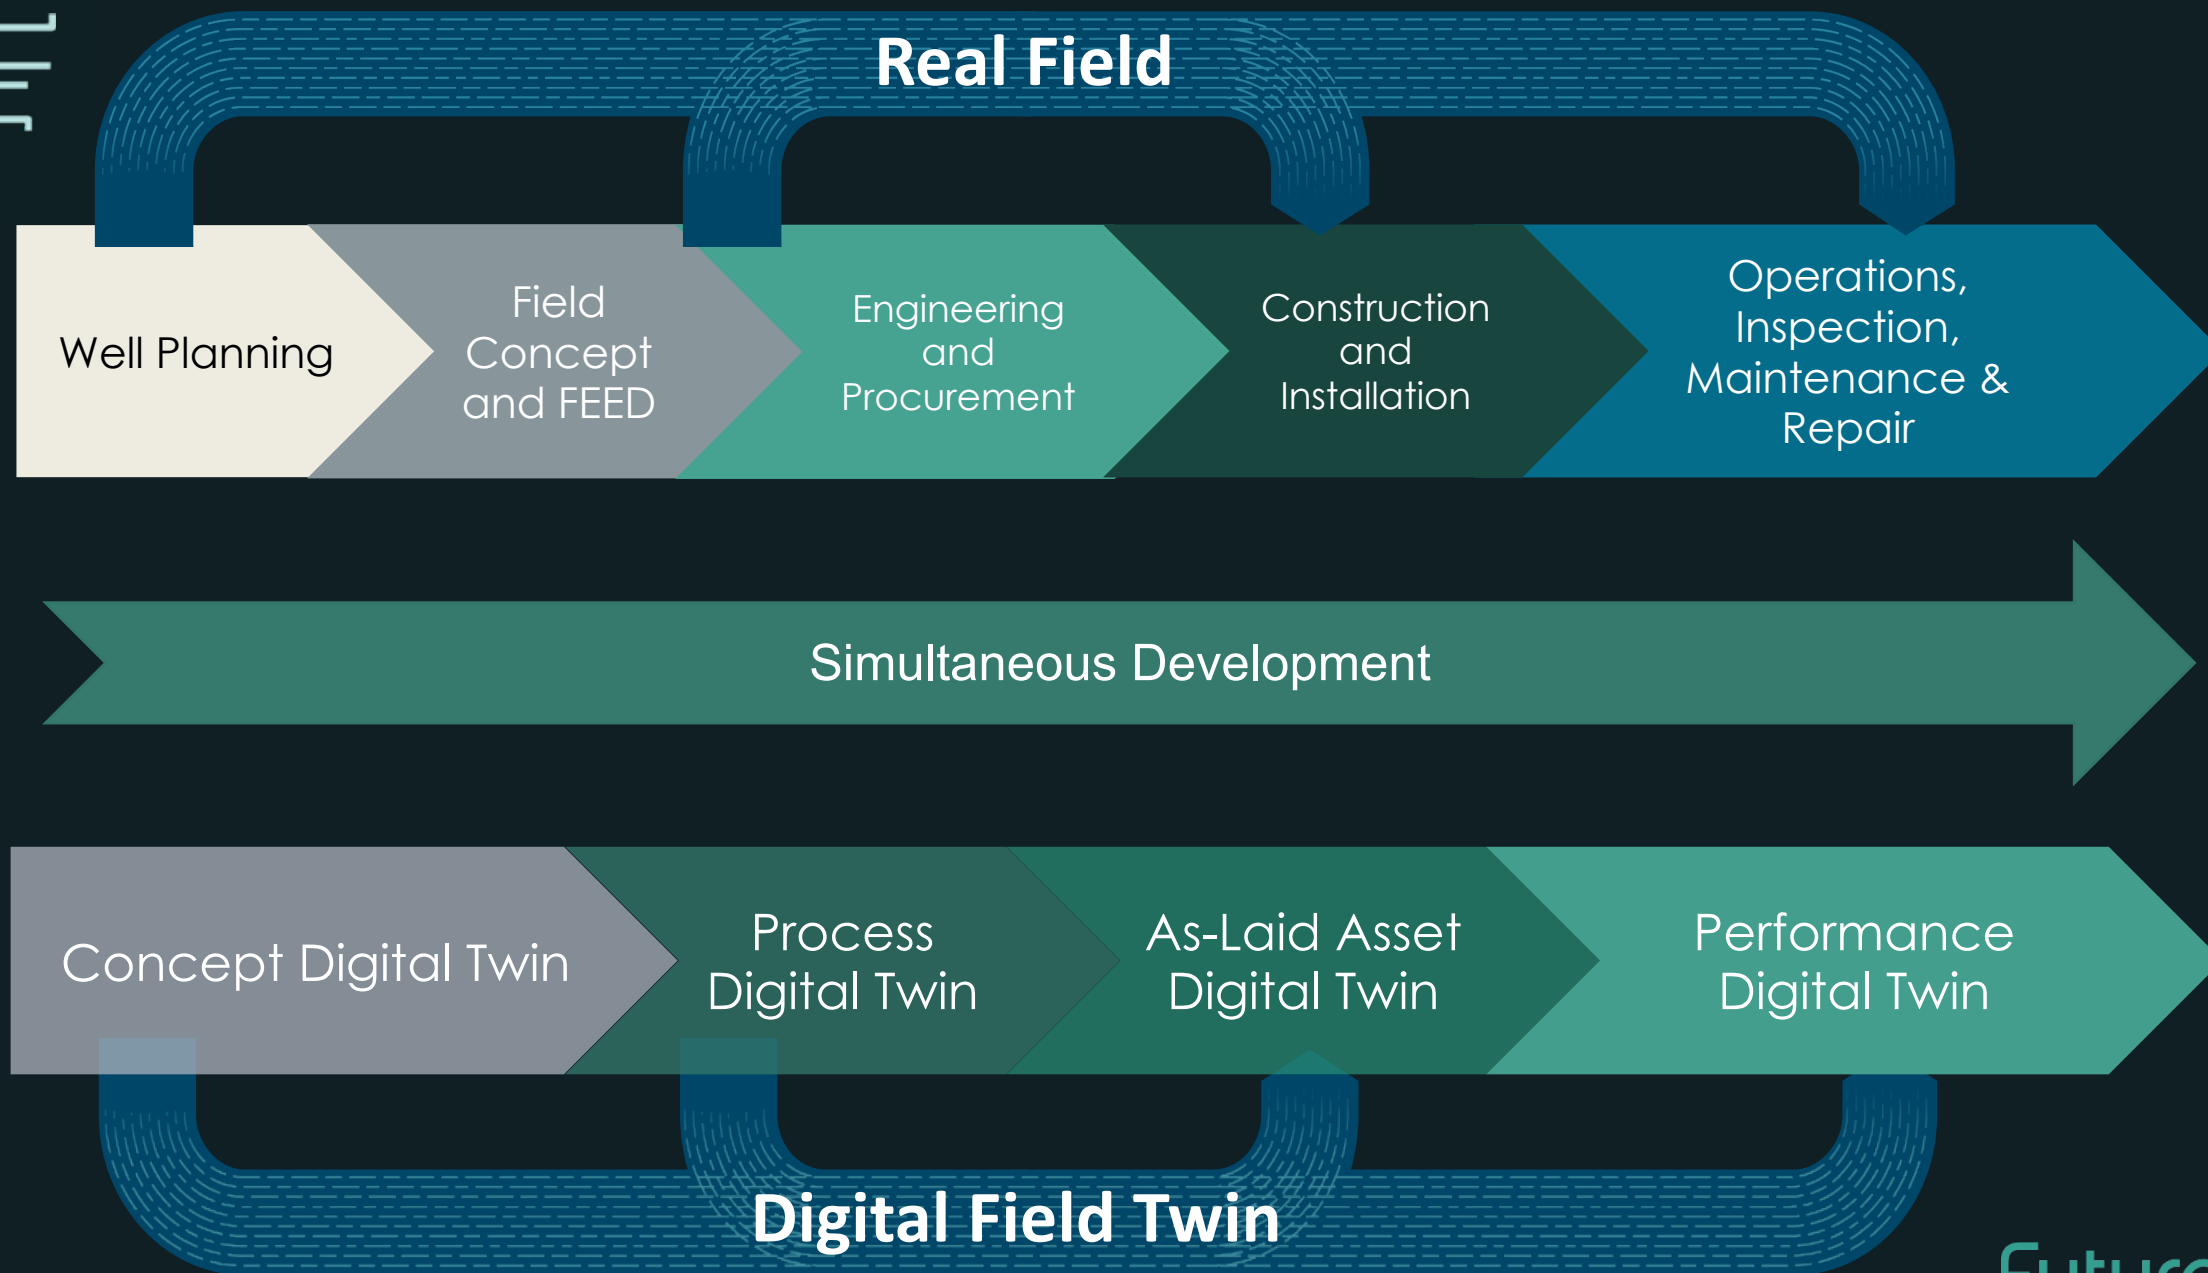 Real Field
Well Planning
Field
Concept
and FEED
Engineering
and
Procurement
Construction
and
Installation
Operations,
Inspection,
Maintenance &
Repair
Simultaneous Development
Concept Digital Twin
Process
Digital Twin
As-Laid Asset
Digital Twin
Performance
Digital Twin
Digital Field Twin